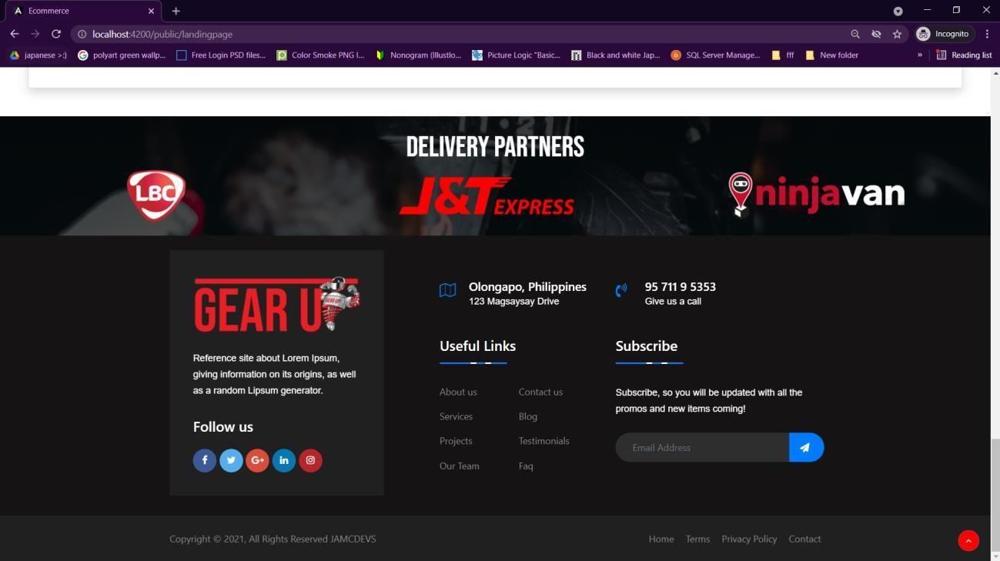 Ecommerce
localhost:4200/public/landingpage
Incognito
japanese >:)
polyart green wallp...
Free Login PSD files...
Color Smoke PNG I...
Nonogram (Illustlo...
Picture Logic "Basic...
Black and white Jap...
SQL Server Manage...
fff
New folder
»
Reading list
DELIVERY PARTNERS
LBC
J&T EXPRESS
ninjavan
GEAR UP
Reference site about Lorem Ipsum,
giving information on its origins, as well
as a random Lipsum generator.
Follow us
Olongapo, Philippines
123 Magsaysay Drive
95 711 9 5353
Give us a call
Useful Links
About us
Contact us
Services
Blog
Projects
Testimonials
Our Team
Faq
Subscribe
Subscribe, so you will be updated with all the
promos and new items coming!
Email Address
Copyright © 2021, All Rights Reserved JAMCDEVS
Home
Terms
Privacy Policy
Contact